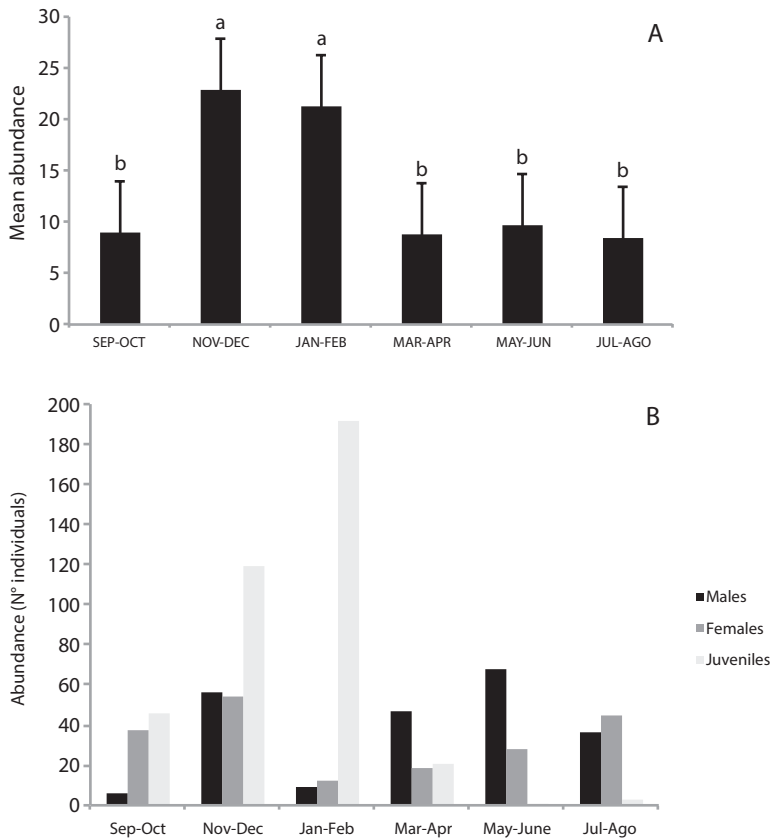 30
25
20
15
10
5
0
Mean abundance
A
b
a
a
b
b
b
SEP-OCT NOV-DEC JAN-FEB MAR-APR MAY-JUN JUL-AGO
200
180
160
140
120
100
80
60
40
20
0
Abundance (N° individuals)
B
Males
Females
Juveniles
Sep-Oct Nov-Dec Jan-Feb Mar-Apr May-June Jul-Ago